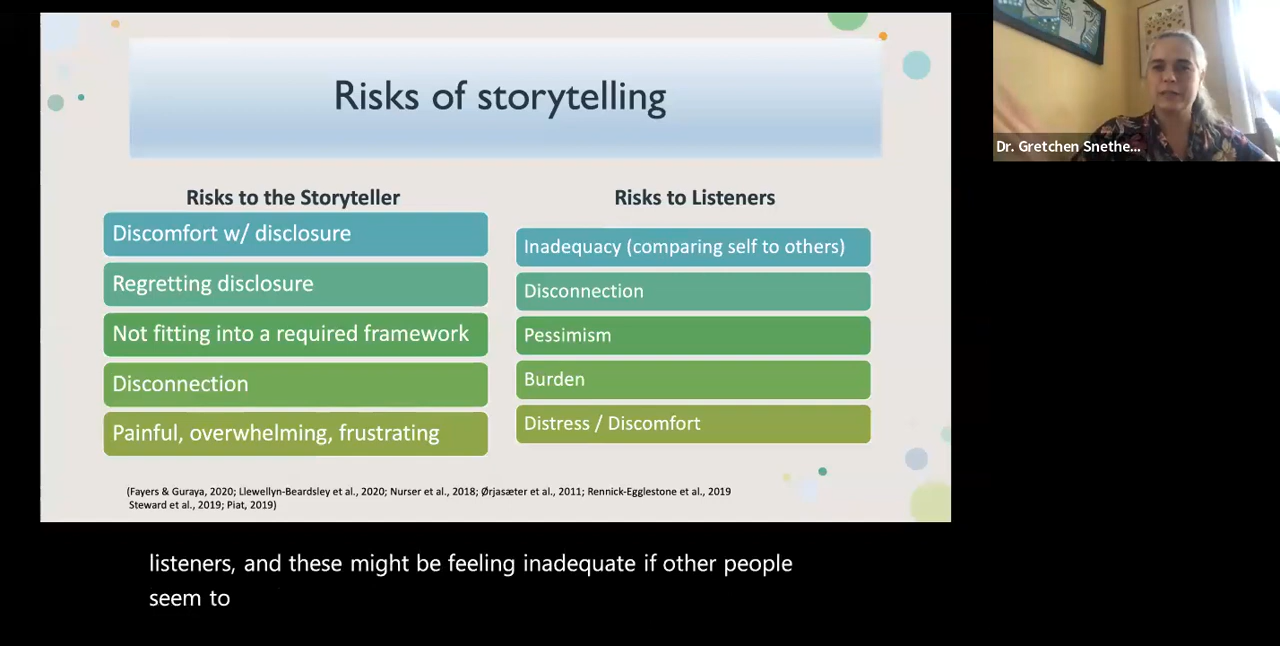 Risks of storytelling
Risks to the Storyteller
Discomfort w/ disclosure
Regretting disclosure
Not fitting into a required framework
Disconnection
Painful, overwhelming, frustrating
Risks to Listeners
Inadequacy (comparing self to others)
Disconnection
Pessimism
Burden
Distress / Discomfort
(Fayers & Guraya, 2020; Llewellyn-Beardsley et al., 2020; Nurser et al., 2018; Ørjasæter et al., 2011; Rennick-Egglestone et al., 2019
Steward et al., 2019; Piat, 2019)
Dr. Gretchen Snethe...
listeners, and these might be feeling inadequate if other people
seem to